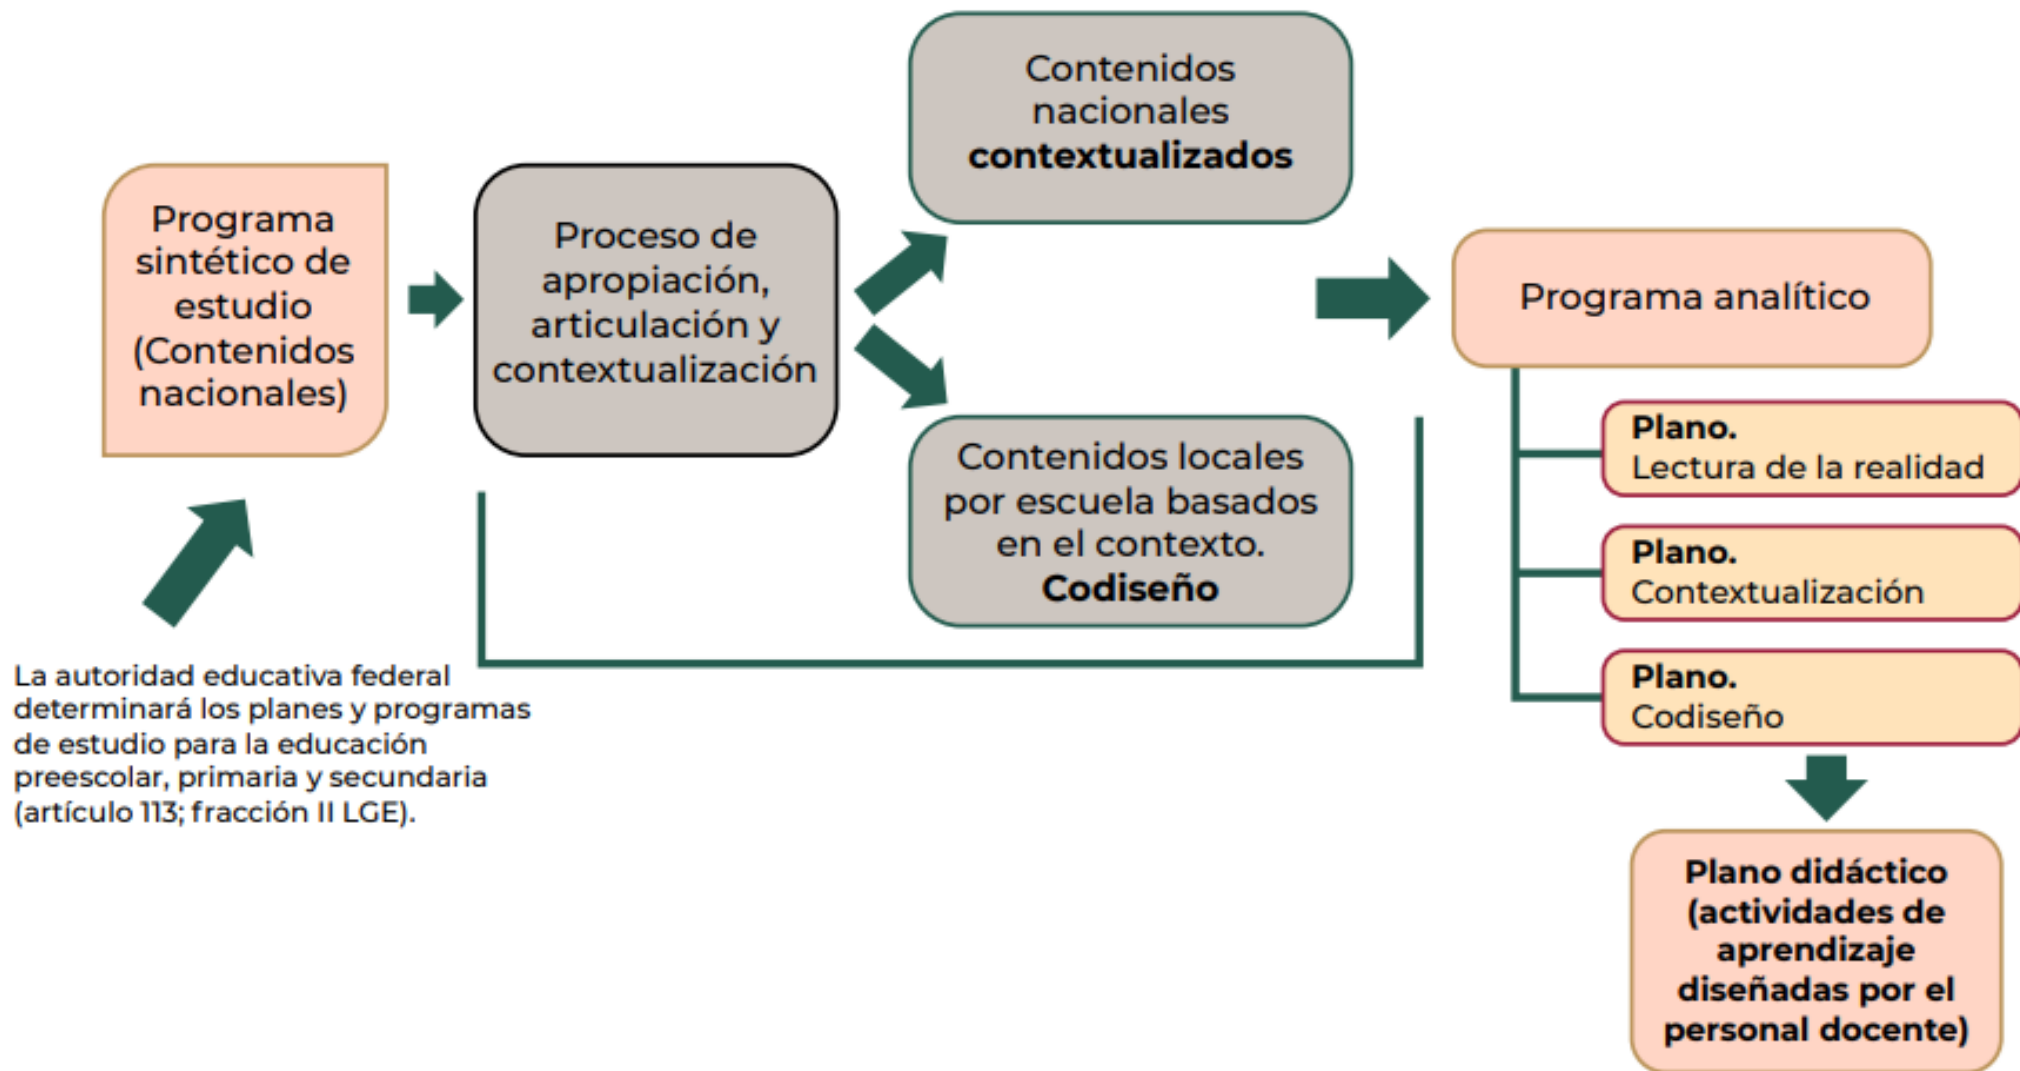 Programa
sintético de
estudio
(Contenidos
nacionales)
La autoridad educativa federal
determinará los planes y programas
de estudio para la educación
preescolar, primaria y secundaria
(artículo 113; fracción II LGE).
Proceso de
apropiación,
articulación y
contextualización
Contenidos
nacionales
contextualizados
Contenidos locales
por escuela basados
en el contexto.
Codiseño
Programa analítico
Plano.
Lectura de la realidad
Plano.
Contextualización
Plano.
Codiseño
Plano didáctico
(actividades de
aprendizaje
diseñadas por el
personal docente)